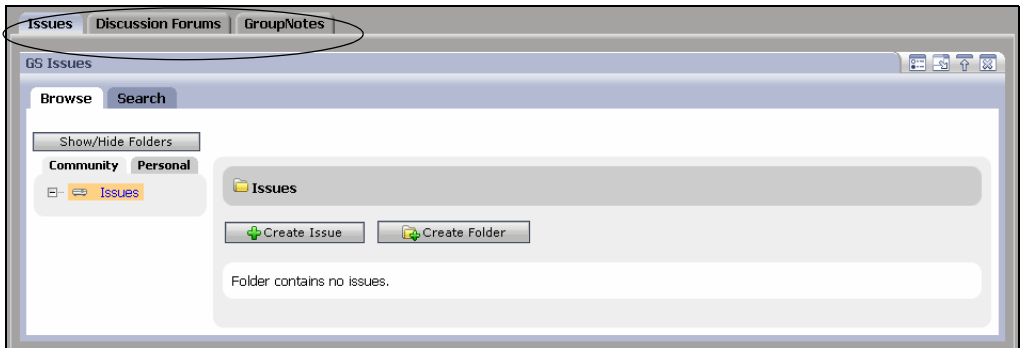 Issues Discussion Forums GroupNotes
GS Issues
Browse Search
Show/Hide Folders
Community Personal
Issues
Issues
Create Issue Create Folder
Folder contains no issues.